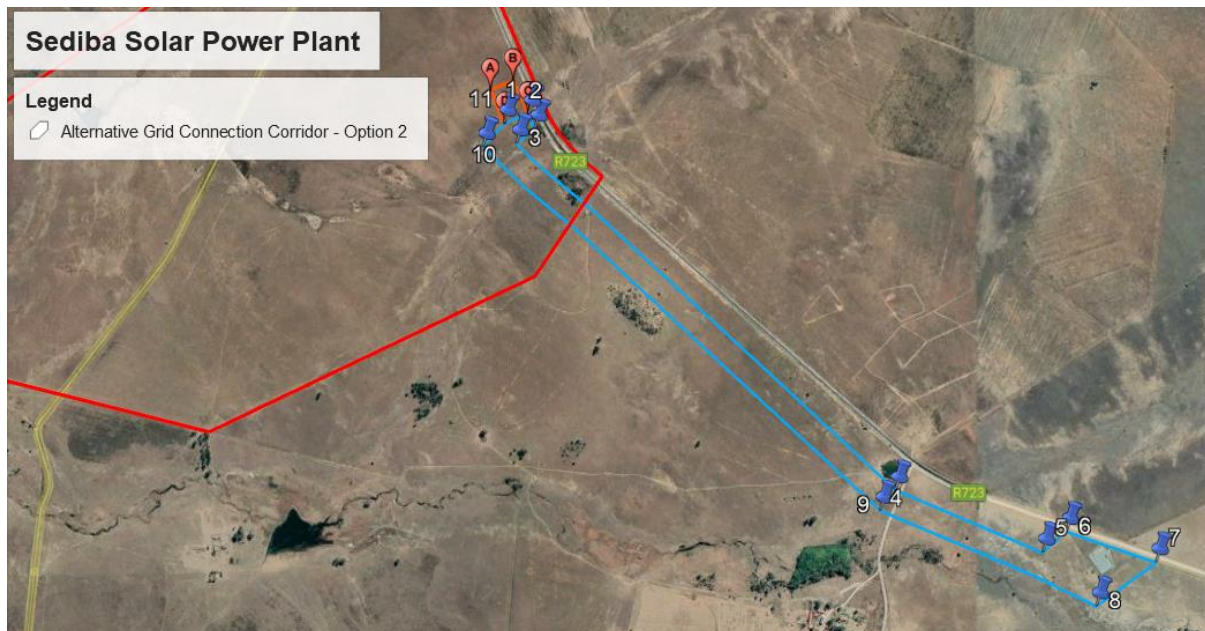 Sediba Solar Power Plant
Legend
Alternative Grid Connection Corridor - Option 2
A
B
C
D
11
1
2
3
10
R723
R723
4
9
5
6
7
8